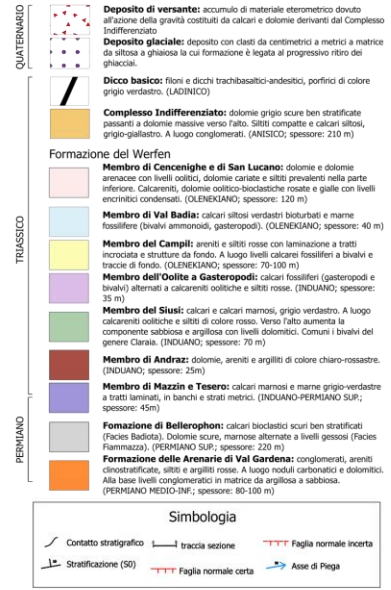 QUATERNARIO
Deposito di versante: accumulo di materiale eterometrico dovuto
all'azione della gravità costituiti da calcari e dolomie derivanti dal Complesso
Indifferenziato
Deposito glaciale: deposito con clasti da centimetrici a metrici a matrice
da siltosa a ghiaiosa la cui formazione è legata al progressivo ritiro dei
ghiacciai.
TRIASSICO
Dicco basico: filoni e dicchi trachibasaltici-andesitici, porfirici di colore
grigio verdastro. (LADINICO)
Complesso Indifferenziato: dolomie grigio scure ben stratificate
passanti a dolomie massive verso l'alto. Siltiti compatte e calcari siltosi,
grigio-giallastro. A luogo conglomerati. (ANISICO; spessore: 210 m)
Formazione del Werfen
Membro di Cencenighe e di San Lucano: dolomie e dolomie
arenacee con livelli oolitici, dolomie cariate e siltiti prevalenti nella parte
inferiore. Calcareniti, dolomie oolitico-bioclastiche rosate e gialle con livelli
encrinitici condensati. (OLENEKIANO; spessore: 120 m)
Membro di Val Badia: calcari siltosi verdastri bioturbati e marne
fossilifere (bivalvi ammonoidi, gasteropodi). (OLENEKIANO; spessore: 40 m)
Membro del Campil: areniti e siltiti rosse con laminazione a tratti
incrociata e strutture da fondo. A luogo livelli calcarei fossiliferi a bivalvi e
traccie di fondo. (OLENEKIANO; spessore: 70-100 m)
Membro dell'Oolite a Gasteropodi: calcari fossiliferi (gasteropodi e
bivalvi) alternati a calcareniti oolitiche e siltiti rosse. (INDUANO; spessore:
35 m)
Membro del Siusi: calcari e calcari marnosi, grigio verdastro. A luogo
calcareniti oolitiche e siltiti di colore rosso. Verso l'alto aumenta la
componente sabbiosa e argillosa con livelli dolomitici. Comuni i bivalvi del
genere Claraia. (INDUANO; spessore: 70 m)
Membro di Andraz: dolomie, areniti e argilliti di colore chiaro-rossastre.
(INDUANO; spessore: 25m)
Membro di Mazzin e Tesero: calcari marnosi e marne grigio-verdastre
a tratti laminati, in banchi e strati metrici. (INDUANO-PERMIANO SUP.;
spessore: 45m)
PERMIANO
Fomazione di Bellerophon: calcari bioclastici scuri ben stratificati
(Facies Badiota). Dolomie scure, marnose alternate a livelli gessosi (Facies
Fiammazza). (PERMIANO SUP.; spessore: 220 m)
Formazione delle Arenarie di Val Gardena: conglomerati, areniti
clinostratificate, siltiti e argilliti rosse. A luogo noduli carbonatici e dolomitici.
Alla base livelli conglomeratici in matrice da argillosa a sabbiosa.
(PERMIANO MEDIO-INF.; spessore: 80-100 m)
Simbologia
Contatto stratigrafico
traccia sezione
Faglia normale incerta
Stratificazione (S0)
Faglia normale certa
Asse di Piega